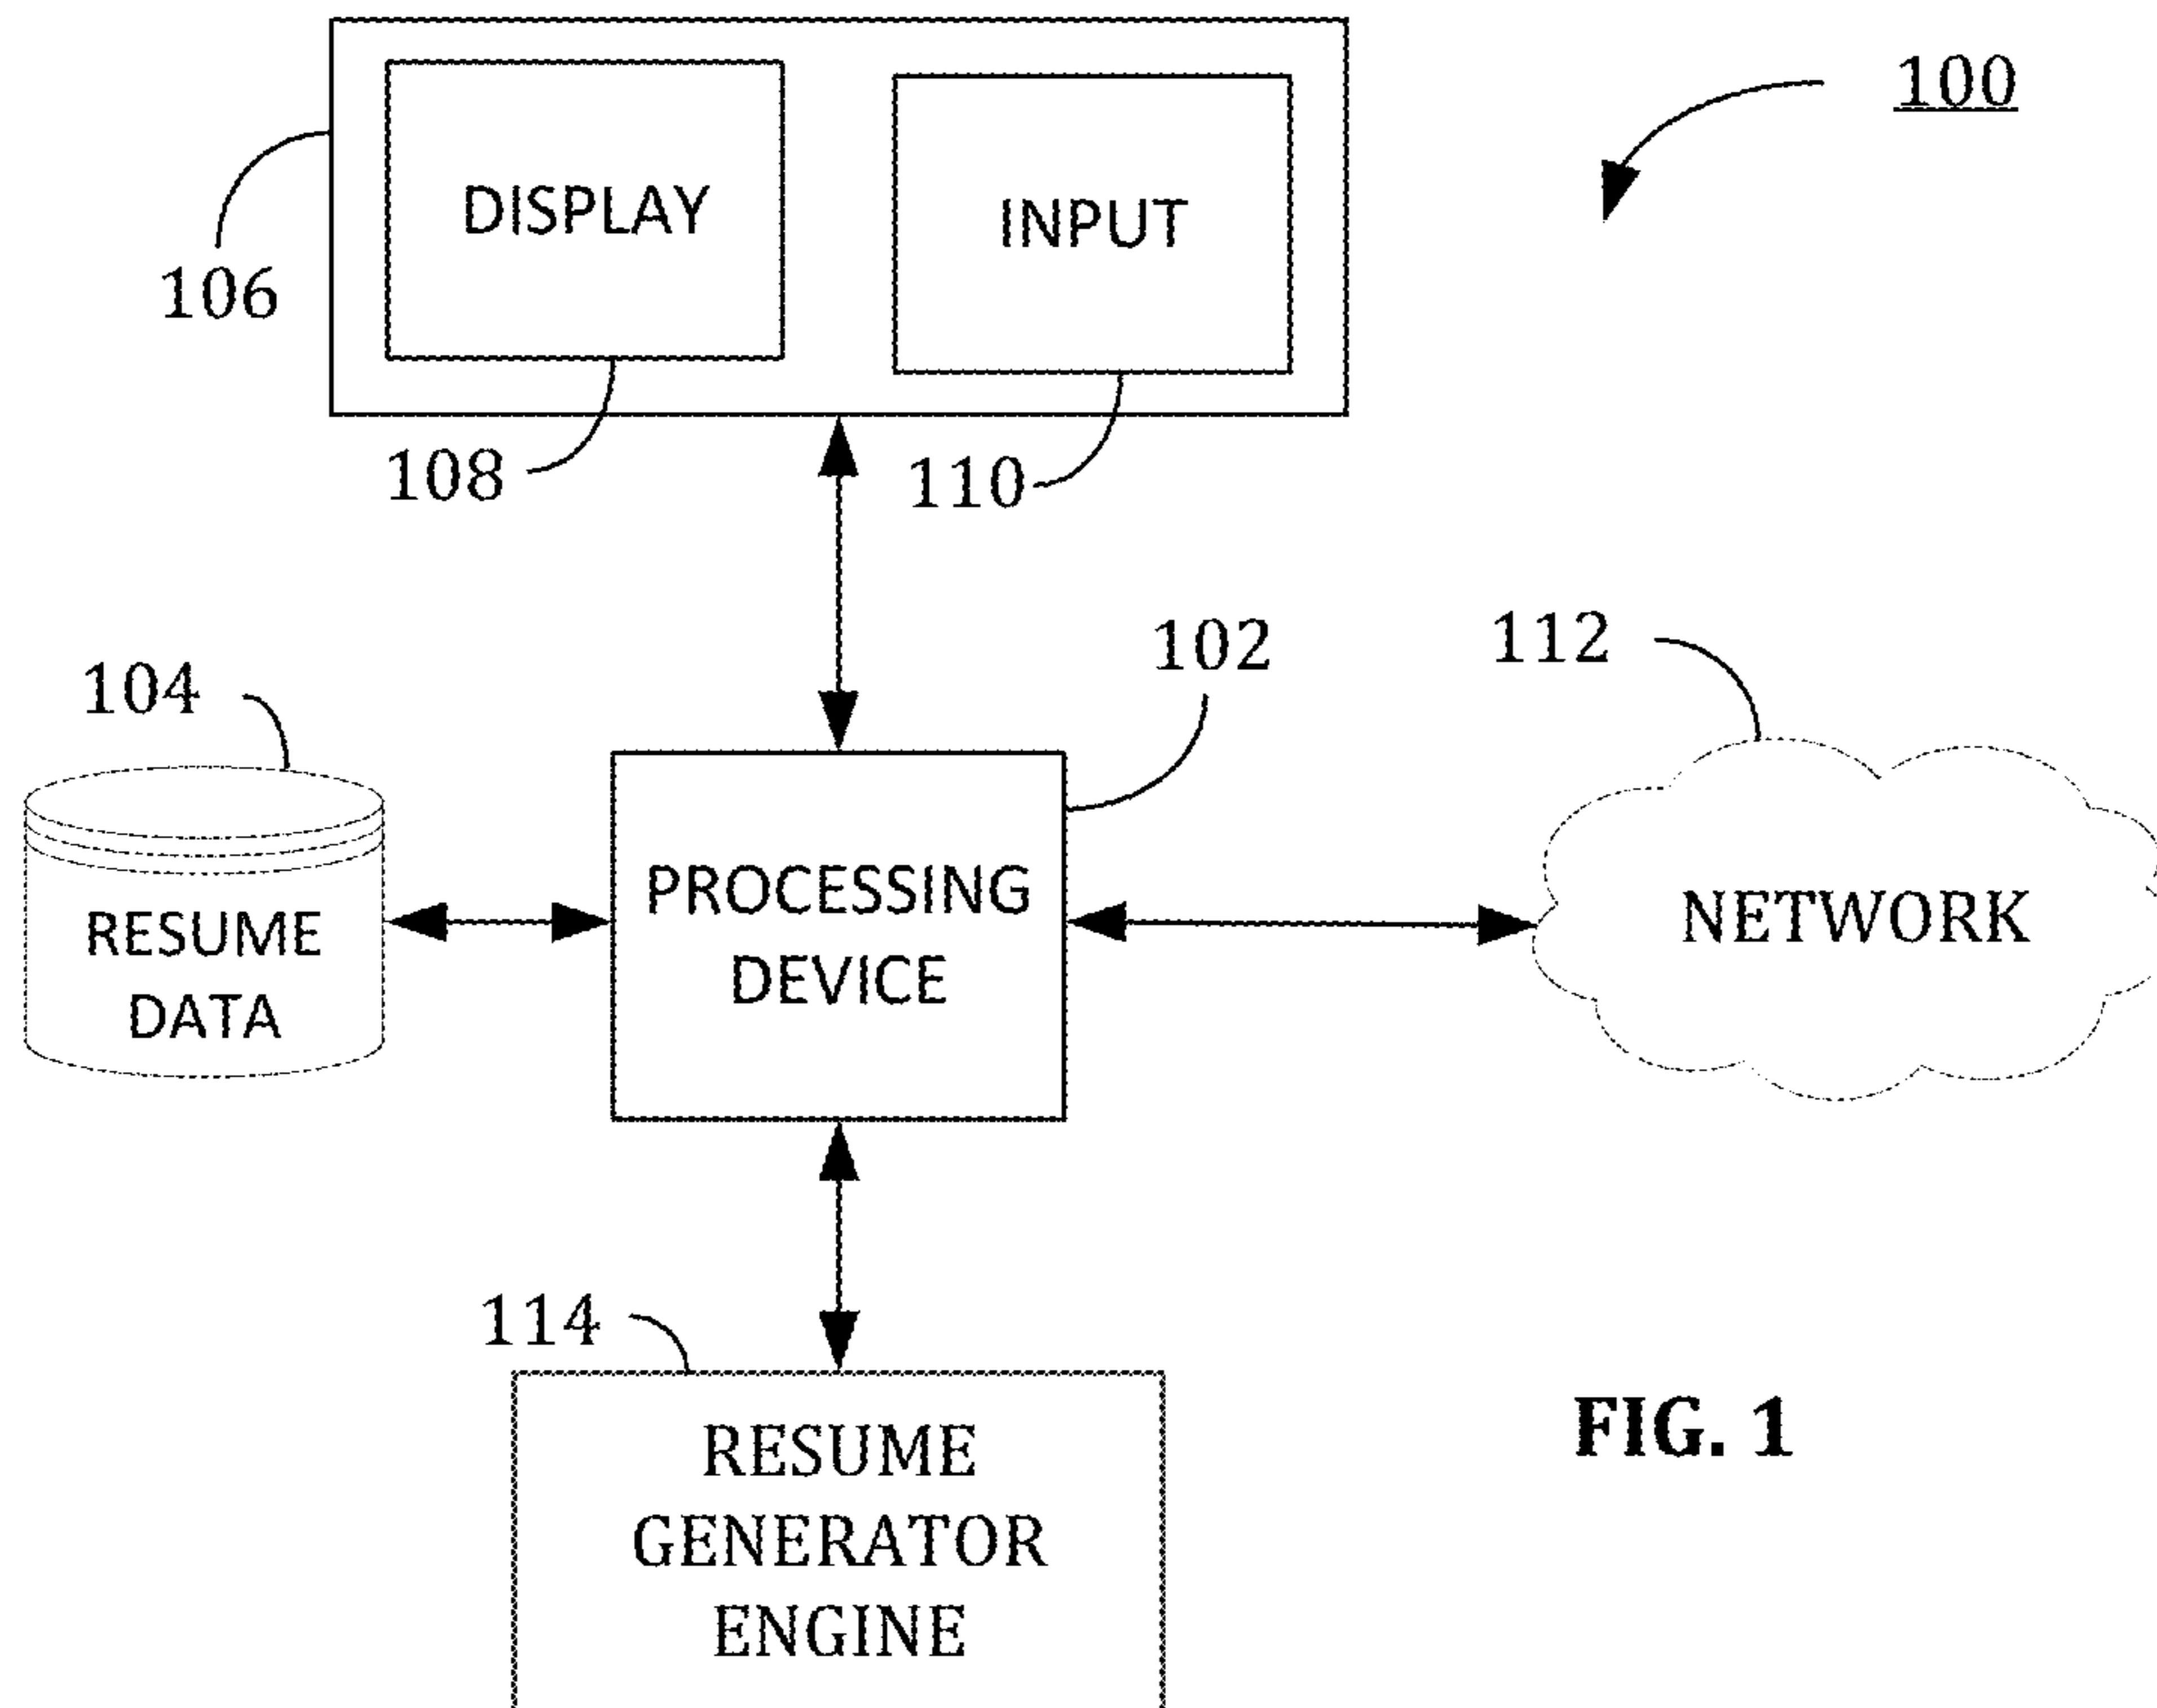 100
DISPLAY
INPUT
106
108
110
102
112
104
PROCESSING
DEVICE
RESUME
DATA
NETWORK
114
RESUME
GENERATOR
ENGINE
FIG. 1